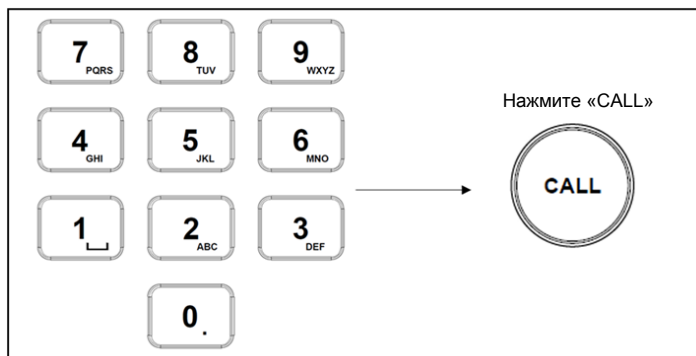 7 PQRS 8 TUV 9 WXYZ
Нажмите «CALL»
4 GHI 5 JKL 6 MNO
CALL
1 2 ABC 3 DEF
0 .